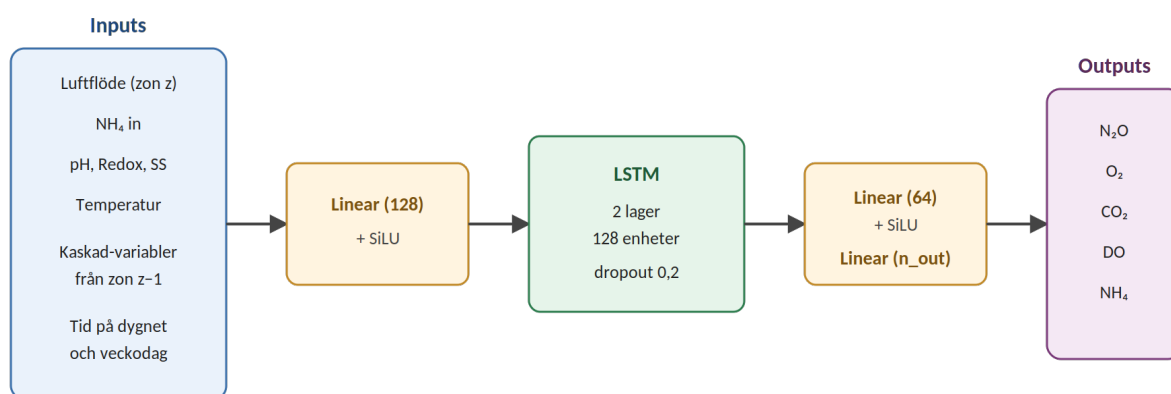 Inputs
Luftflöde (zon z)
NH₄ in
pH, Redox, SS
Temperatur
Kaskad-variabler
från zon z−1
Tid på dygnet
och veckodag
Linear (128)
+ SiLU
LSTM
2 lager
128 enheter
dropout 0,2
Linear (64)
+ SiLU
Linear (n_out)
Outputs
N₂O
O₂
CO₂
DO
NH₄